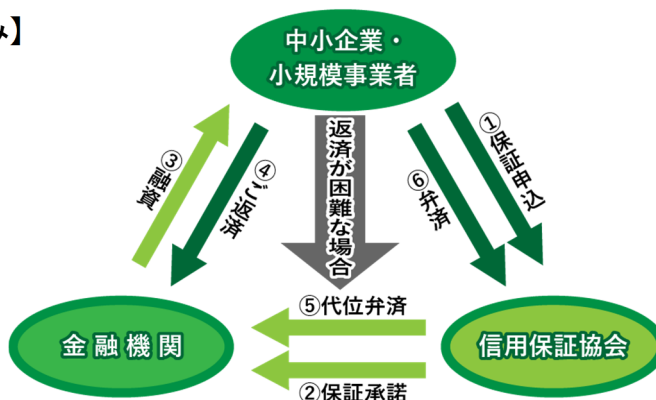 み】
中小企業・
小規模事業者
①保証申込
⑥弁済
返済が困難な場合
④ご返済
③融資
⑤代位弁済
金融機関
信用保証協会
②保証承諾